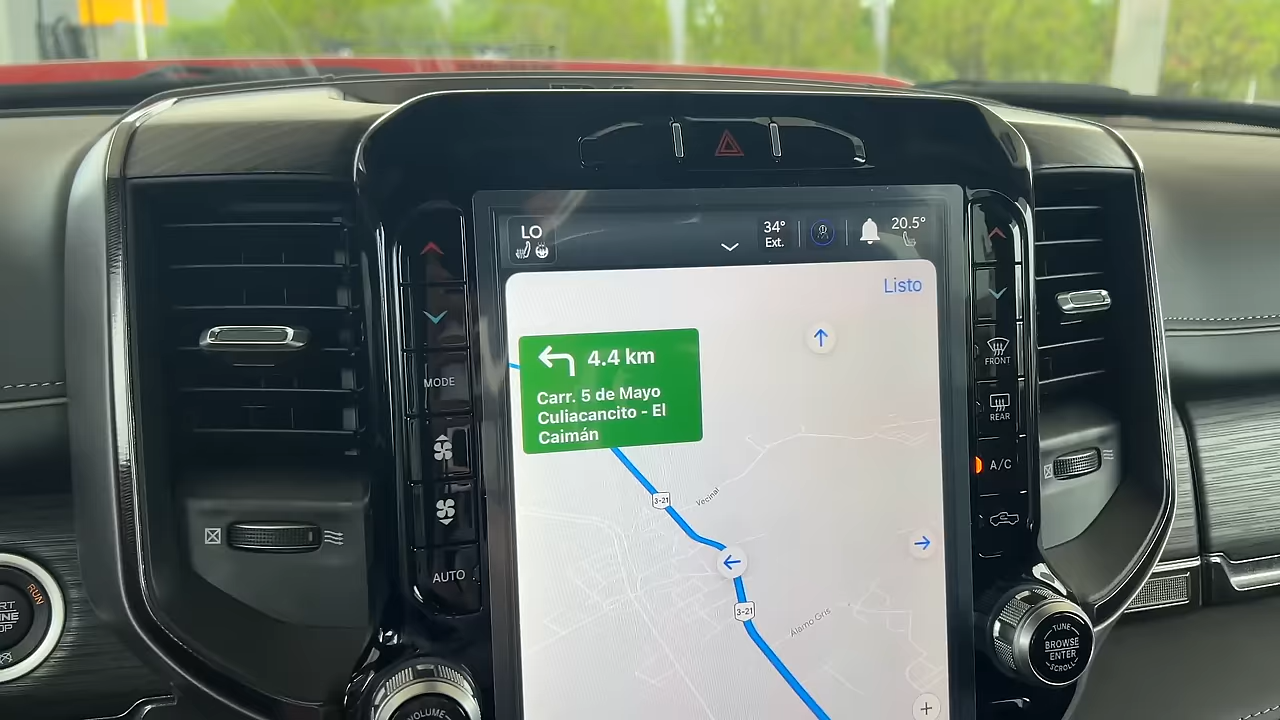 LO
34°
Ext.
20.5°
Listo
4.4 km
Carr. 5 de Mayo
Culiacancito - El
Caimán
3-21
Vecinal
3-21
Álamo Gris
MODE
AUTO
FRONT
REAR
A/C
RUN
VOLUME
TUNE
BROWSE
ENTER
SCROLL